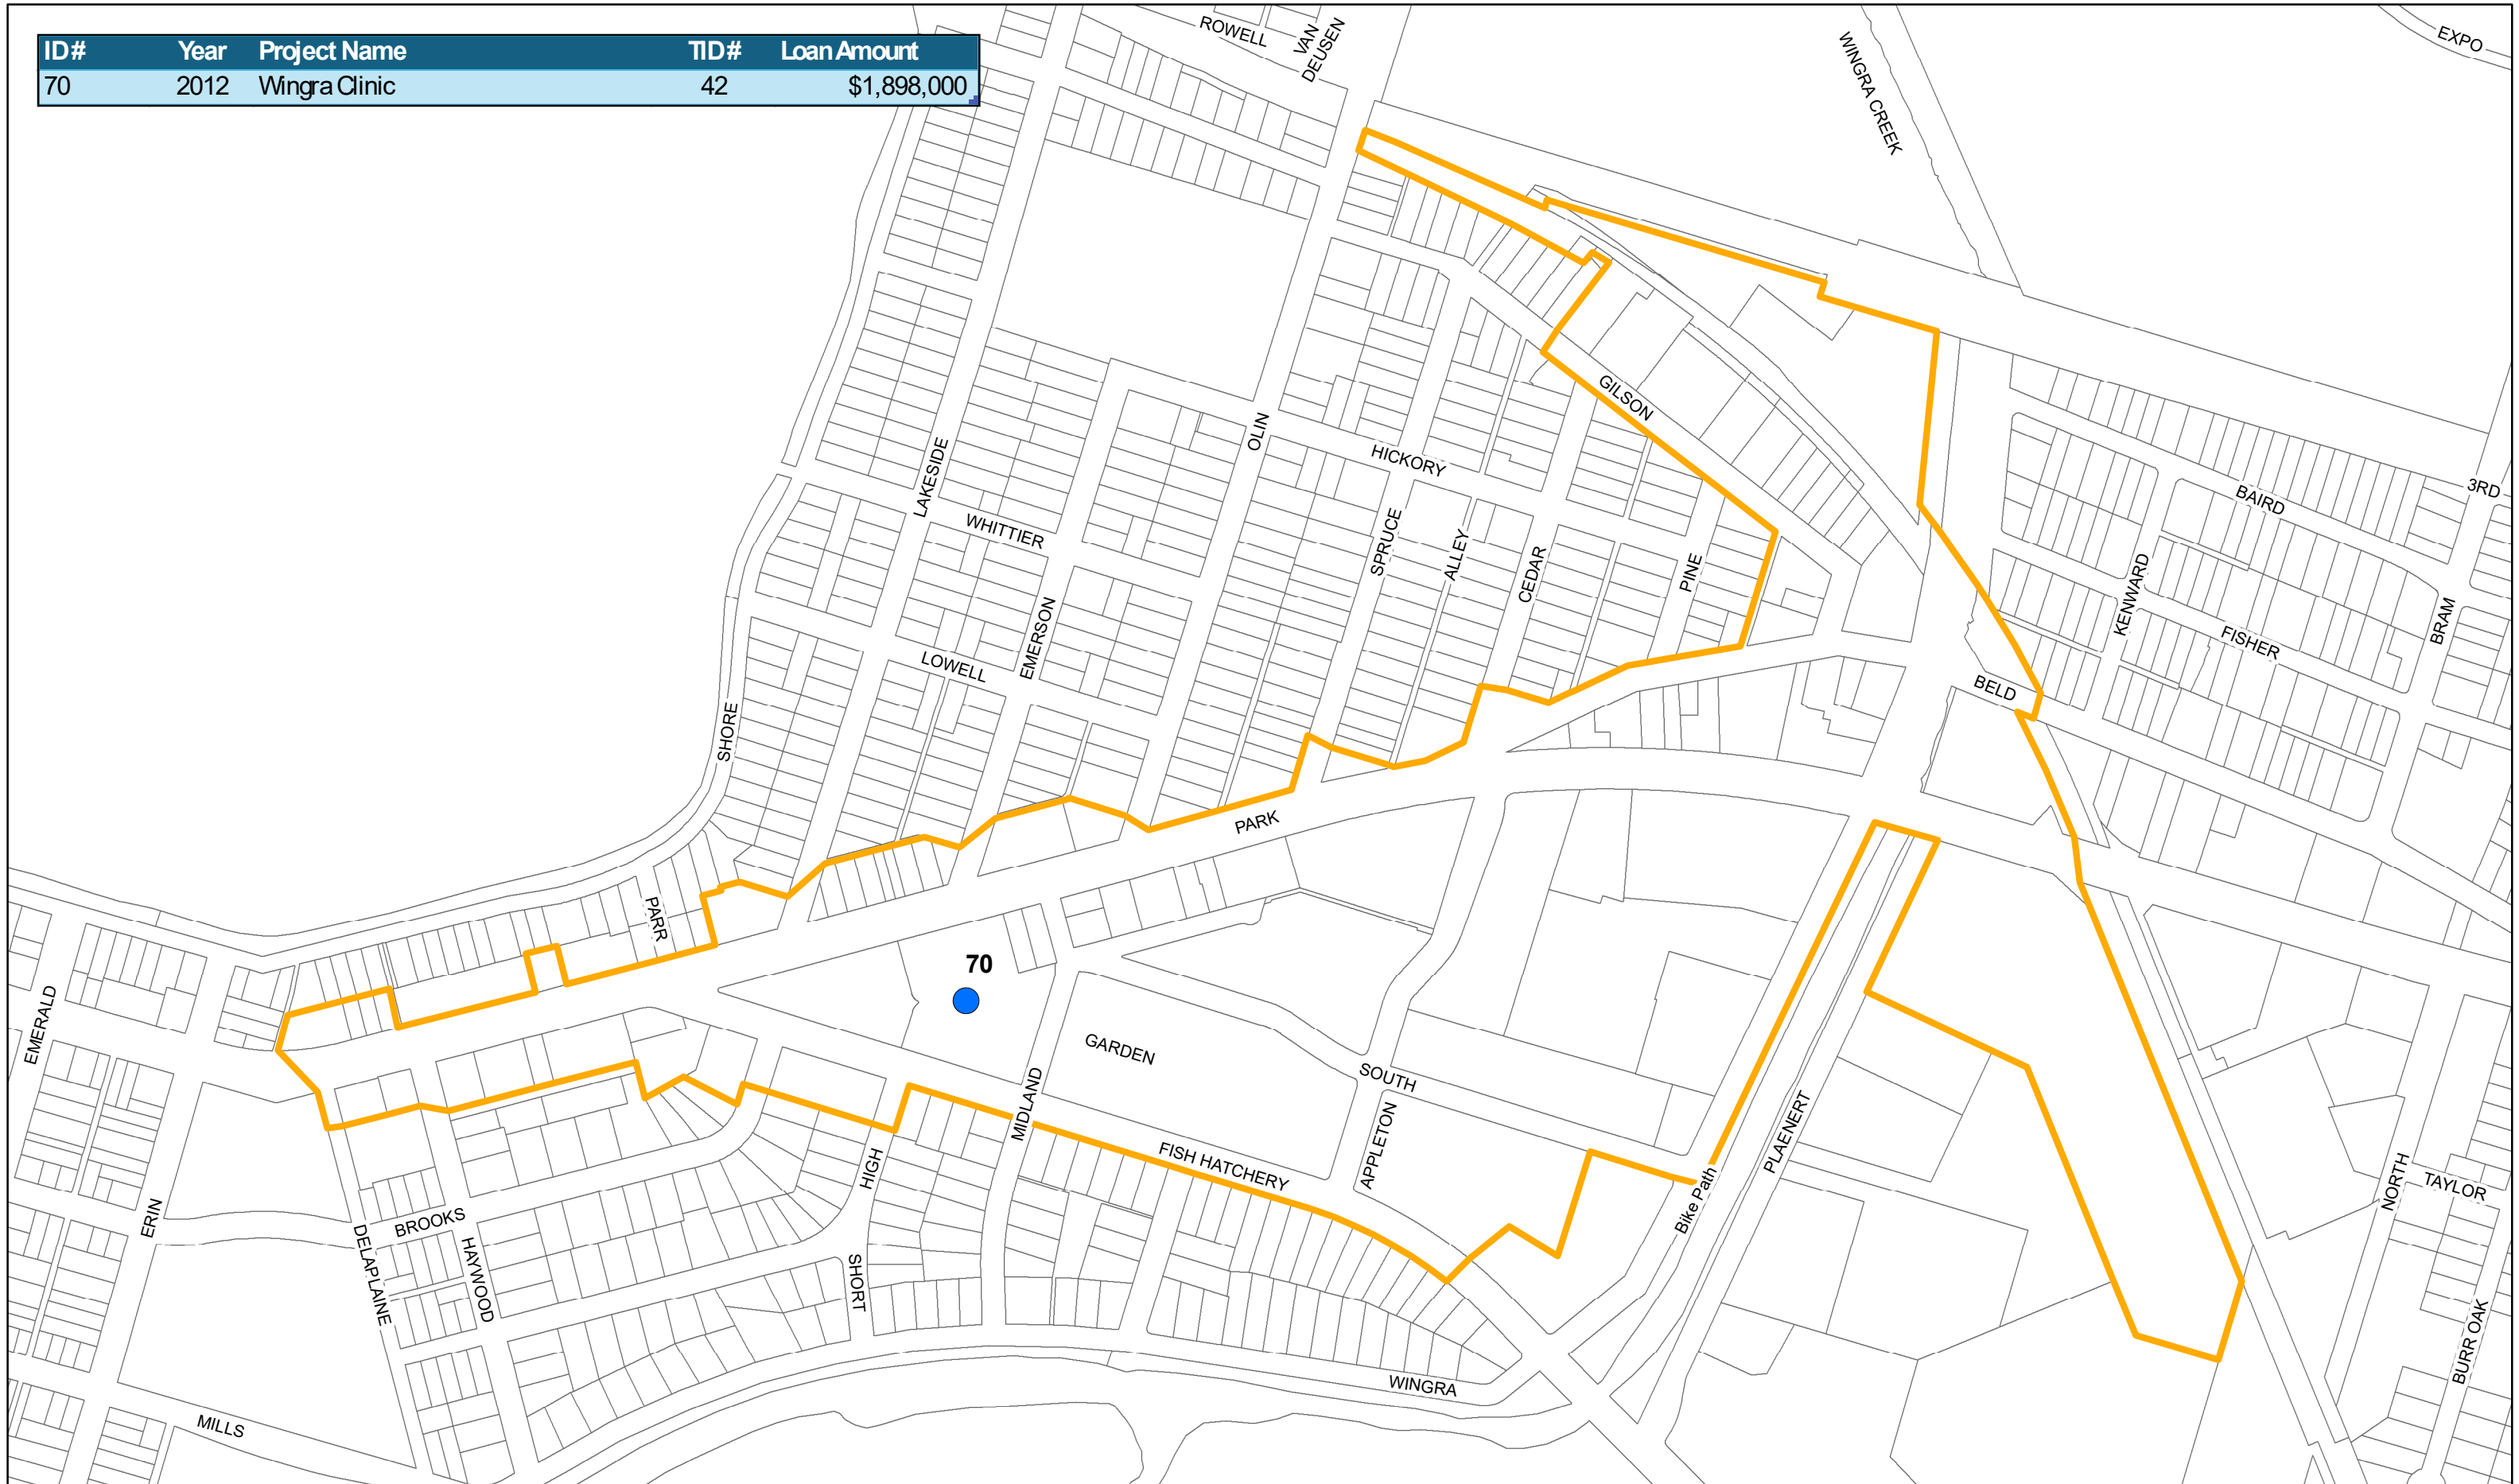 ID# Year Project Name TID# Loan Amount
70 2012 Wingra Clinic 42 $1,898,000
ROWELL
VAN
DEUSEN
WINGRA CREEK
EXPO
GILSON
OLIN
HICKORY
LAKESIDE
WHITTIER
SPRUCE
ALLEY
CEDAR
PINE
BAIRD
3RD
KENWARD
FISHER
BRAM
EMERSON
LOWELL
BELD
SHORE
PARK
PARR
70
EMERALD
GARDEN
SOUTH
MIDLAND
APPLETON
PLAENERT
FISH HATCHERY
HIGH
Bike Path
NORTH
TAYLOR
ERIN
BROOKS
DELAPLAINE
HAYWOOD
SHORT
BURR OAK
WINGRA
MILLS